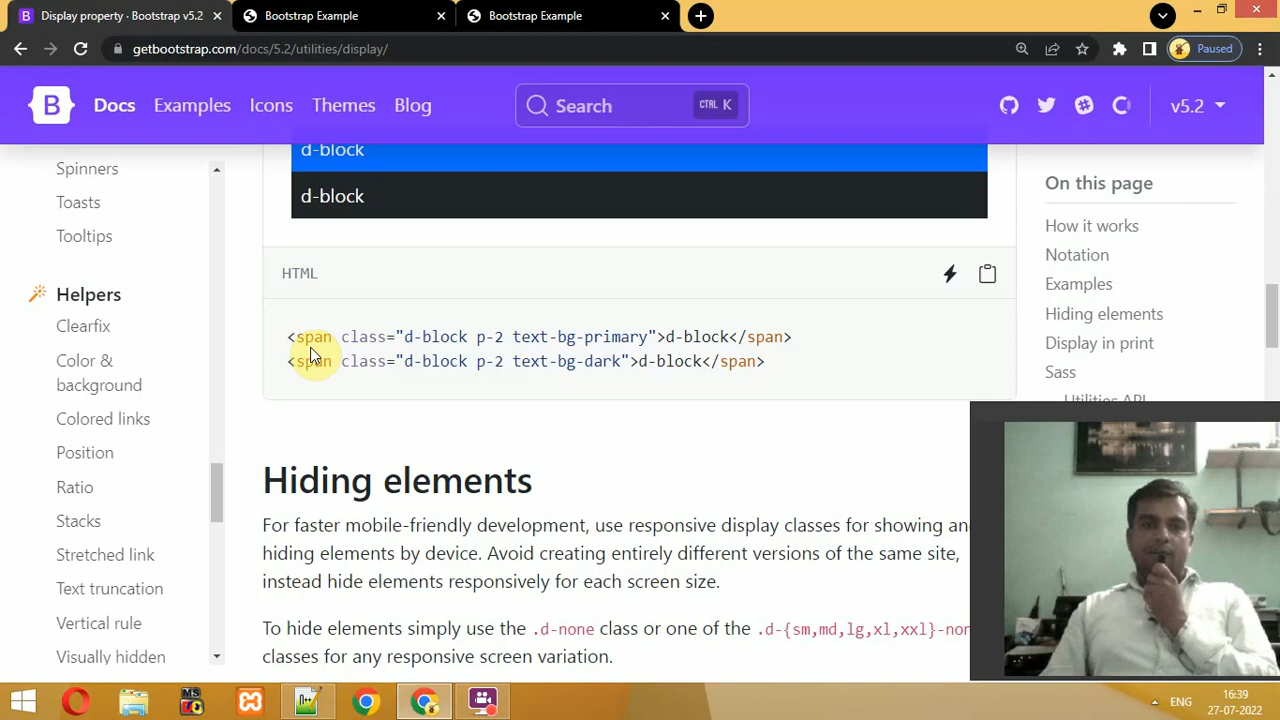 Display property · Bootstrap v5.2
Bootstrap Example
Bootstrap Example
getbootstrap.com/docs/5.2/utilities/display/
Paused
B
Docs
Examples
Icons
Themes
Blog
Search
CTRL K
v5.2
Spinners
Toasts
Tooltips
Helpers
Clearfix
Color &
background
Colored links
Position
Ratio
Stacks
Stretched link
Text truncation
Vertical rule
Visually hidden
d-block
d-block
HTML
<span class="d-block p-2 text-bg-primary">d-block</span>
<span class="d-block p-2 text-bg-dark">d-block</span>
Hiding elements
For faster mobile-friendly development, use responsive display classes for showing and
hiding elements by device. Avoid creating entirely different versions of the same site,
instead hide elements responsively for each screen size.
To hide elements simply use the .d-none class or one of the .d-{sm,md,lg,xl,xxl}-non
classes for any responsive screen variation.
On this page
How it works
Notation
Examples
Hiding elements
Display in print
Sass
Utilities API
MS
ENG
16:39
27-07-2022